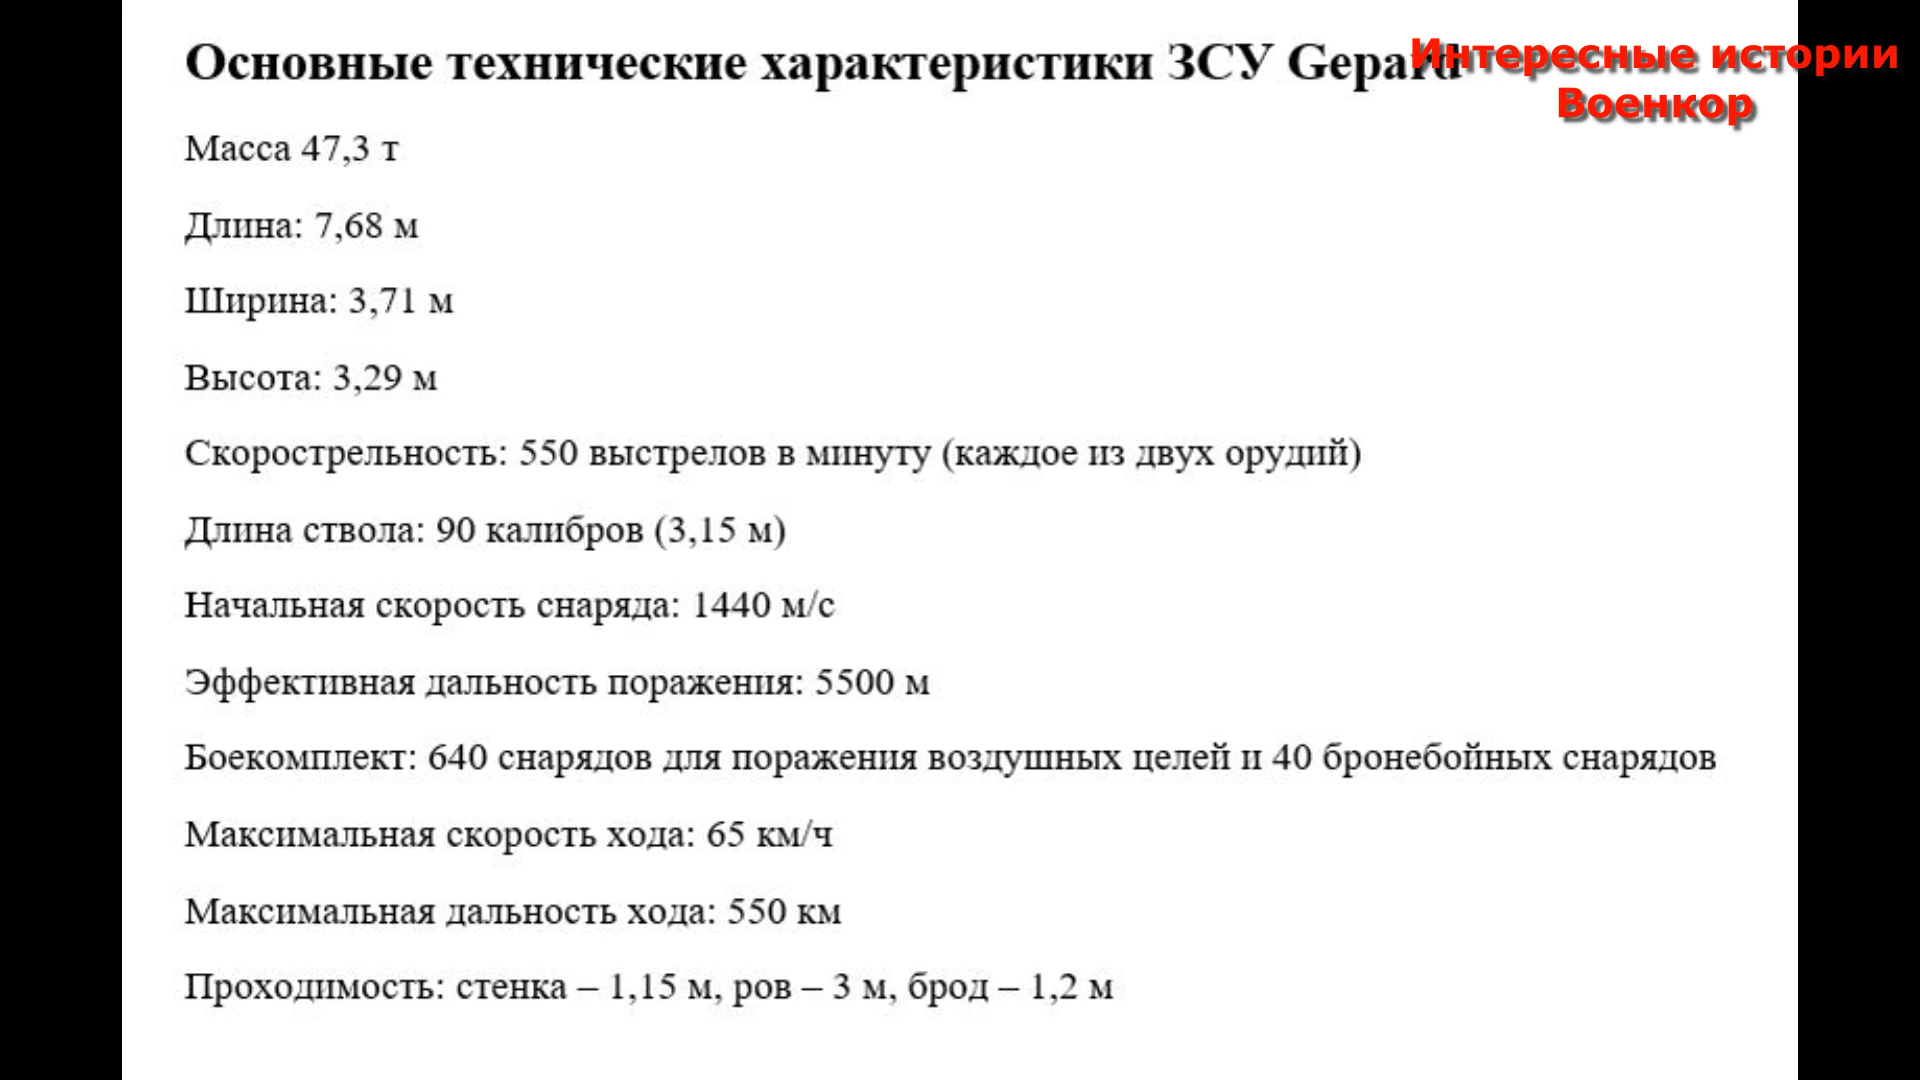 Основные технические характеристики ЗСУ Gepard
Интересные истории
Военкор
Масса 47,3 т
Длина: 7,68 м
Ширина: 3,71 м
Высота: 3,29 м
Скорострельность: 550 выстрелов в минуту (каждое из двух орудий)
Длина ствола: 90 калибров (3,15 м)
Начальная скорость снаряда: 1440 м/с
Эффективная дальность поражения: 5500 м
Боекомплект: 640 снарядов для поражения воздушных целей и 40 бронебойных снарядов
Максимальная скорость хода: 65 км/ч
Максимальная дальность хода: 550 км
Проходимость: стенка – 1,15 м, ров – 3 м, брод – 1,2 м